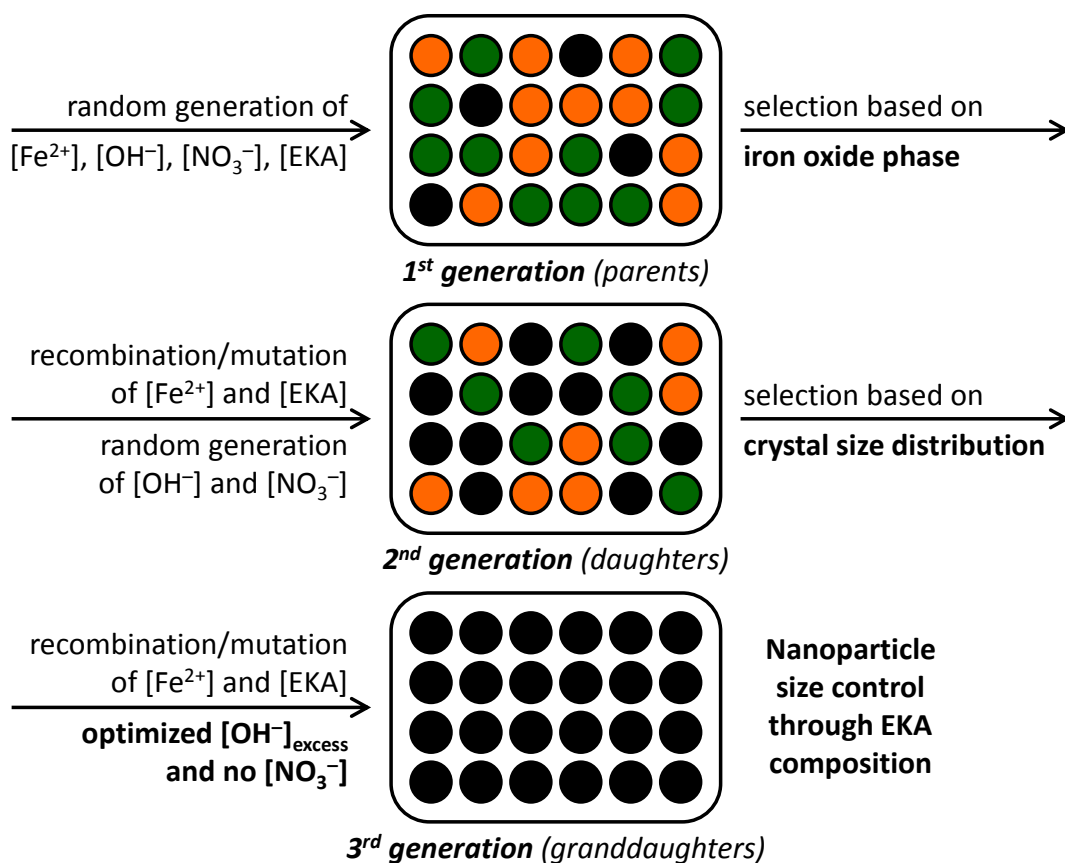 random generation of
[Fe²⁺], [OH⁻], [NO₃⁻], [EKA]
selection based on
iron oxide phase
1st generation (parents)
recombination/mutation
of [Fe²⁺] and [EKA]
random generation
of [OH⁻] and [NO₃⁻]
selection based on
crystal size distribution
2nd generation (daughters)
recombination/mutation
of [Fe²⁺] and [EKA]
optimized [OH⁻]excess
and no [NO₃⁻]
Nanoparticle
size control
through EKA
composition
3rd generation (granddaughters)